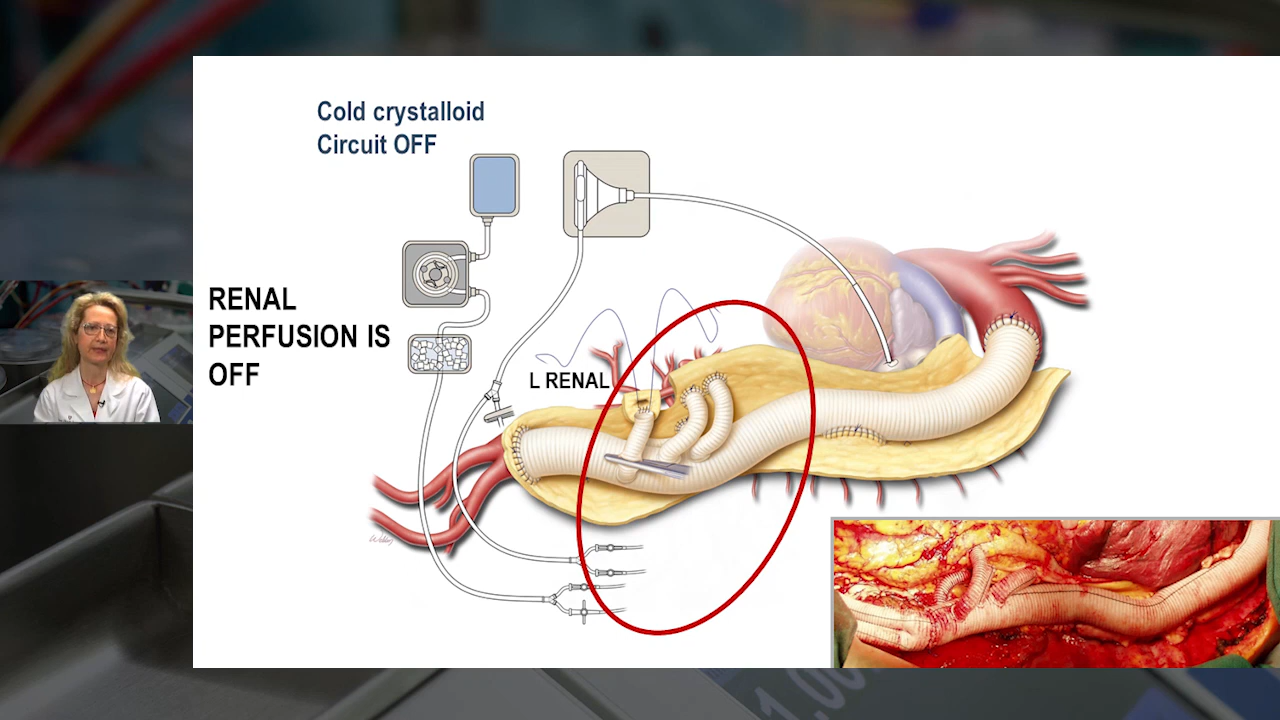 Cold crystalloid
Circuit OFF
RENAL
PERFUSION IS
OFF
L RENAL